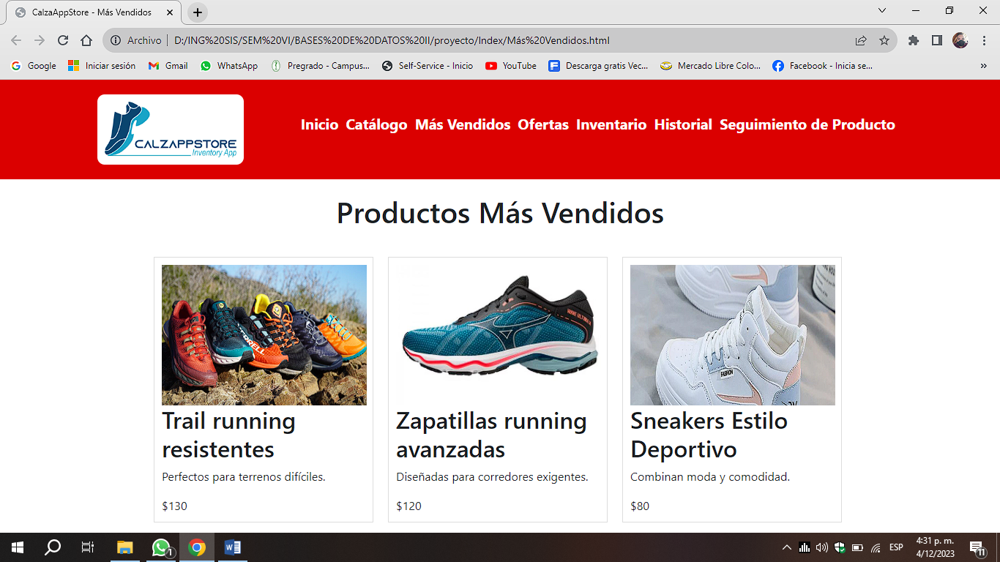 CalzaAppStore - Más Vendidos
Archivo
D:/ING%20SIS/SEM%20VI/BASES%20DE%20DATOS%20II/proyecto/Index/Más%20Vendidos.html
Google
Iniciar sesión
Gmail
WhatsApp
Pregrado - Campus...
Self-Service - Inicio
YouTube
Descarga gratis Vec...
Mercado Libre Colo...
Facebook - Inicia se...
»
CALZAPPSTORE
Inventory App
Inicio Catálogo Más Vendidos Ofertas Inventario Historial Seguimiento de Producto
Productos Más Vendidos
MERRELL
Trail running
resistentes
Perfectos para terrenos difíciles.
$130
Zapatillas running
avanzadas
Diseñadas para corredores exigentes.
$120
FASHION
Sneakers Estilo
Deportivo
Combinan moda y comodidad.
$80
1
ESP
4:31 p. m.
4/12/2023
11